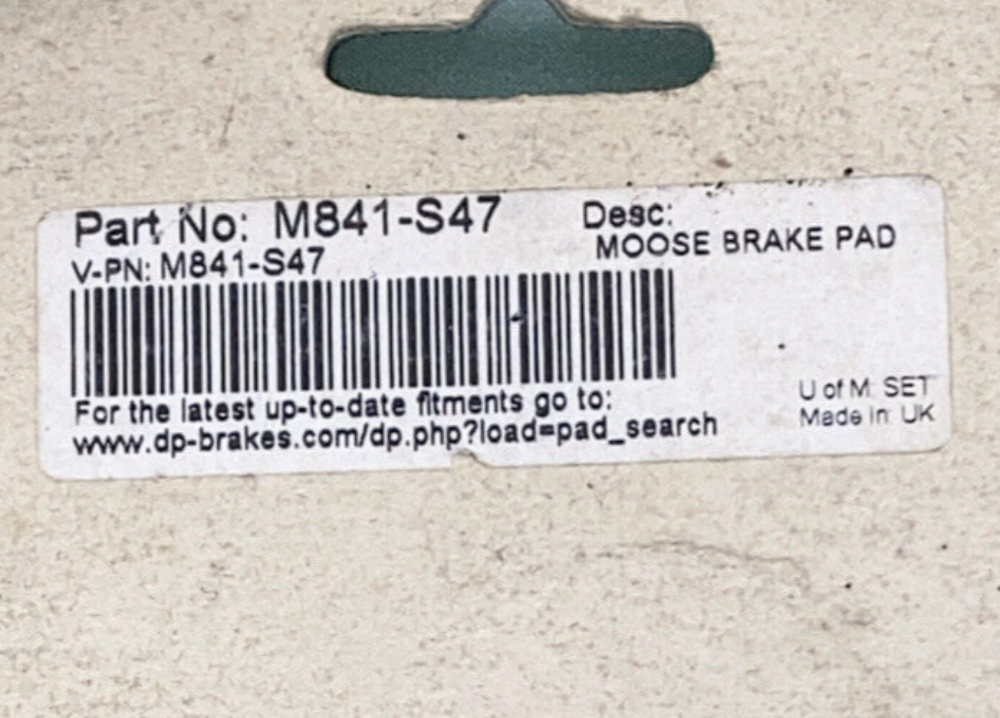 Part No: M841-S47
Desc:
MOOSE BRAKE PAD
V-PN: M841-S47
For the latest up-to-date fitments go to:
www.dp-brakes.com/dp.php?load=pad_search
U of M: SET
Made in: UK